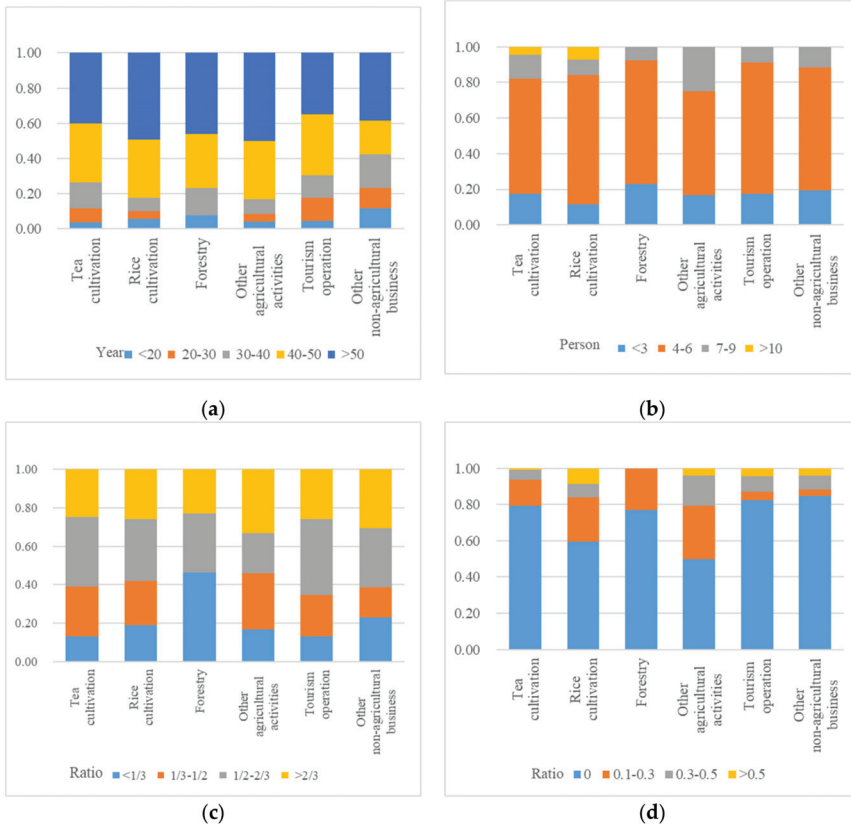 1.00
0.80
0.60
0.40
0.20
0.00
Tea
cultivation
Rice
cultivation
Forestry
Other
agricultural
activities
Tourism
operation
Other
non-agricultural
business
Year <20 20-30 30-40 40-50 >50
(a)
1.00
0.80
0.60
0.40
0.20
0.00
Tea
cultivation
Rice
cultivation
Forestry
Other
agricultural
activities
Tourism
operation
Other
non-agricultural
business
Person <3 4-6 7-9 >10
(b)
1.00
0.80
0.60
0.40
0.20
0.00
Tea
cultivation
Rice
cultivation
Forestry
Other
agricultural
activities
Tourism
operation
Other
non-agricultural
business
Ratio <1/3 1/3-1/2 1/2-2/3 >2/3
(c)
1.00
0.80
0.60
0.40
0.20
0.00
Tea
cultivation
Rice
cultivation
Forestry
Other
agricultural
activities
Tourism
operation
Other
non-agricultural
business
Ratio 0 0.1-0.3 0.3-0.5 >0.5
(d)